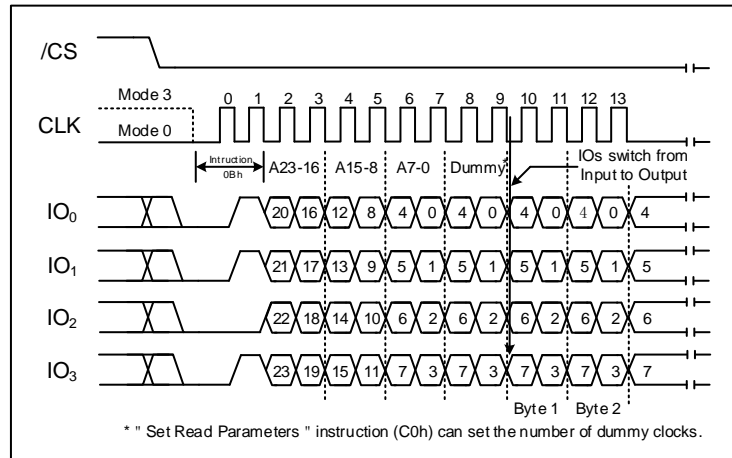 /CS
Mode 3
0 1 2 3 4 5 6 7 8 9 10 11 12 13
CLK
Mode 0
Intruction
0Bh
A23-16 A15-8 A7-0 Dummy*
IOs switch from
Input to Output
IO0 20 16 12 8 4 0 4 0 4 0 4 0 4
IO1 21 17 13 9 5 1 5 1 5 1 5 1 5
IO2 22 18 14 10 6 2 6 2 6 2 6 2 6
IO3 23 19 15 11 7 3 7 3 7 3 7 3 7
Byte 1 Byte 2
* " Set Read Parameters " instruction (C0h) can set the number of dummy clocks.